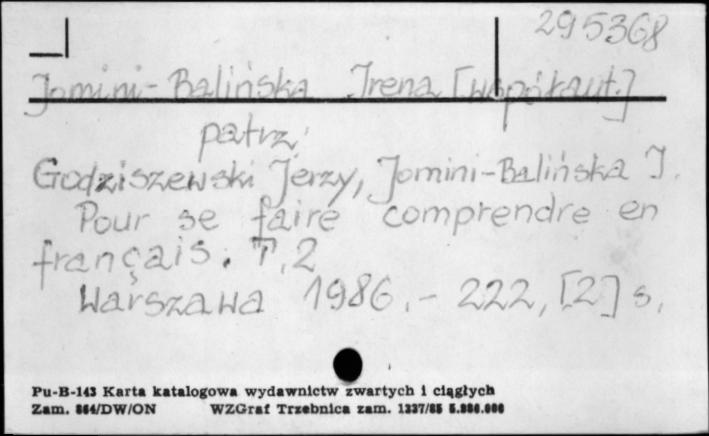 295368
Jomini-Balińska Irena [współaut.]
patrz:
Godziszewski Jerzy, Jomini-Balińska J.
Pour se faire comprendre en
français. T. 2
Warszawa 1986.- 222, [2] s.
Pu-B-143 Karta katalogowa wydawnictw zwartych i ciągłych
Zam. 864/DW/ON WZGraf Trzebnica zam. 1337/85